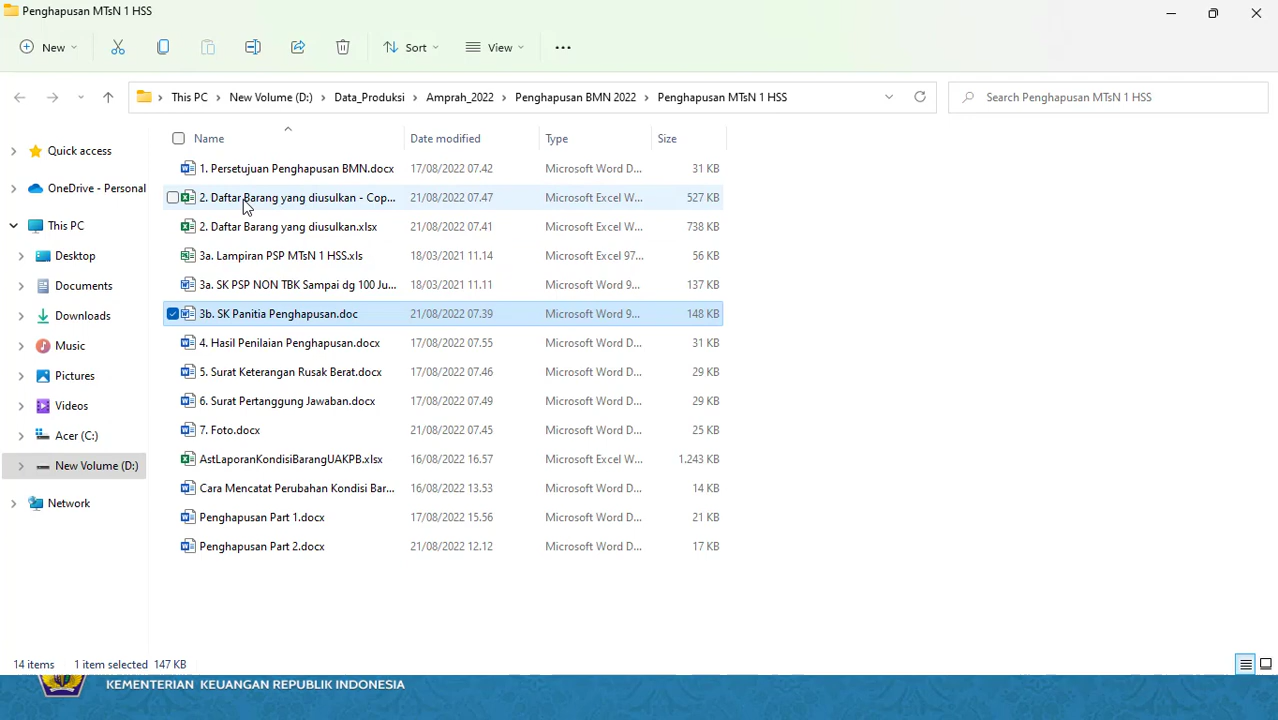 Penghapusan MTsN 1 HSS
New Sort View
This PC New Volume (D:) Data_Produksi Amprah_2022 Penghapusan BMN 2022 Penghapusan MTsN 1 HSS Search Penghapusan MTsN 1 HSS
Name Date modified Type Size
Quick access
OneDrive - Personal
This PC
Desktop
Documents
Downloads
Music
Pictures
Videos
Acer (C:)
New Volume (D:)
Network
1. Persetujuan Penghapusan BMN.docx 17/08/2022 07.42 Microsoft Word D... 31 KB
2. Daftar Barang yang diusulkan - Cop... 21/08/2022 07.47 Microsoft Excel W... 527 KB
2. Daftar Barang yang diusulkan.xlsx 21/08/2022 07.41 Microsoft Excel W... 738 KB
3a. Lampiran PSP MTsN 1 HSS.xls 18/03/2021 11.14 Microsoft Excel 97... 56 KB
3a. SK PSP NON TBK Sampai dg 100 Ju... 18/03/2021 11.11 Microsoft Word 9... 137 KB
3b. SK Panitia Penghapusan.doc 21/08/2022 07.39 Microsoft Word 9... 148 KB
4. Hasil Penilaian Penghapusan.docx 17/08/2022 07.55 Microsoft Word D... 31 KB
5. Surat Keterangan Rusak Berat.docx 17/08/2022 07.46 Microsoft Word D... 29 KB
6. Surat Pertanggung Jawaban.docx 17/08/2022 07.49 Microsoft Word D... 29 KB
7. Foto.docx 21/08/2022 07.45 Microsoft Word D... 25 KB
AstLaporanKondisiBarangUAKPB.xlsx 16/08/2022 16.57 Microsoft Excel W... 1.243 KB
Cara Mencatat Perubahan Kondisi Bar... 16/08/2022 13.53 Microsoft Word D... 14 KB
Penghapusan Part 1.docx 17/08/2022 15.56 Microsoft Word D... 21 KB
Penghapusan Part 2.docx 21/08/2022 12.12 Microsoft Word D... 17 KB
14 items 1 item selected 147 KB
KEMENTERIAN KEUANGAN REPUBLIK INDONESIA